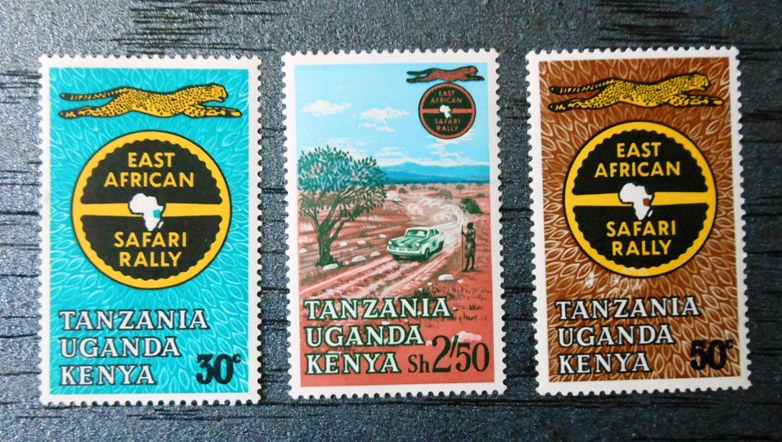 EAST
AFRICAN
SAFARI
RALLY
TANZANIA
UGANDA
KENYA 30c
EAST
AFRICAN
SAFARI
RALLY
TANZANIA
UGANDA
KENYA Sh 2'50
EAST
AFRICAN
SAFARI
RALLY
TANZANIA
UGANDA
KENYA 50c